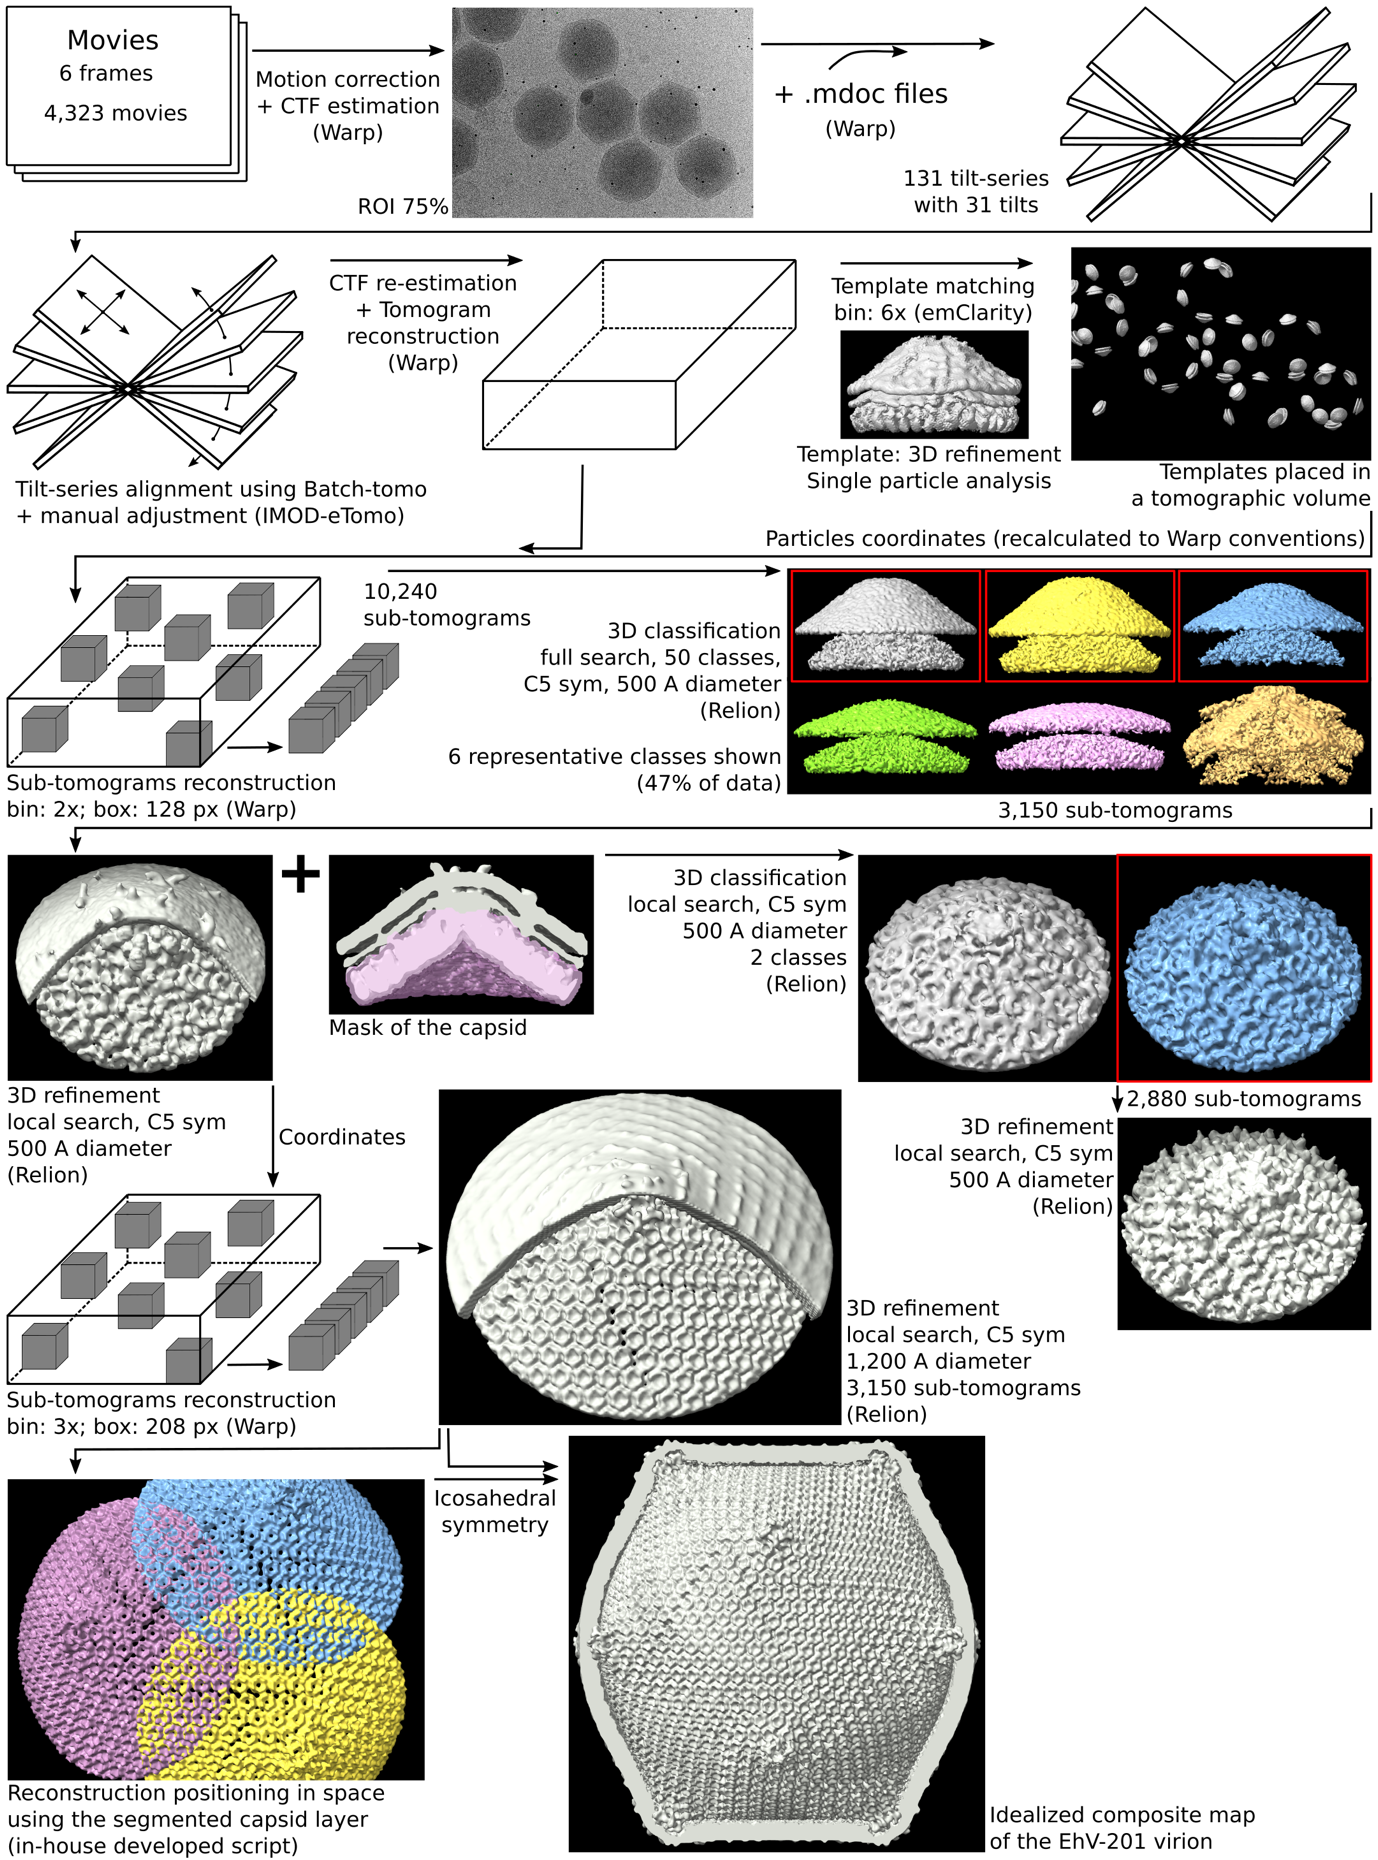 Movies
6 frames
4,323 movies
Motion correction
+ CTF estimation
(Warp)
ROI 75%
+ .mdoc files
(Warp)
131 tilt-series
with 31 tilts
Tilt-series alignment using Batch-tomo
+ manual adjustment (IMOD-eTomo)
CTF re-estimation
+ Tomogram
reconstruction
(Warp)
Template matching
bin: 6x (emClarity)
Template: 3D refinement
Single particle analysis
Templates placed in
a tomographic volume
Particles coordinates (recalculated to Warp conventions)
Sub-tomograms reconstruction
bin: 2x; box: 128 px (Warp)
10,240
sub-tomograms
3D classification
full search, 50 classes,
C5 sym, 500 A diameter
(Relion)
6 representative classes shown
(47% of data)
3,150 sub-tomograms
+
Mask of the capsid
3D classification
local search, C5 sym
500 A diameter
2 classes
(Relion)
3D refinement
local search, C5 sym
500 A diameter
(Relion)
Coordinates
2,880 sub-tomograms
3D refinement
local search, C5 sym
500 A diameter
(Relion)
Sub-tomograms reconstruction
bin: 3x; box: 208 px (Warp)
3D refinement
local search, C5 sym
1,200 A diameter
3,150 sub-tomograms
(Relion)
Icosahedral
symmetry
Reconstruction positioning in space
using the segmented capsid layer
(in-house developed script)
Idealized composite map
of the EhV-201 virion